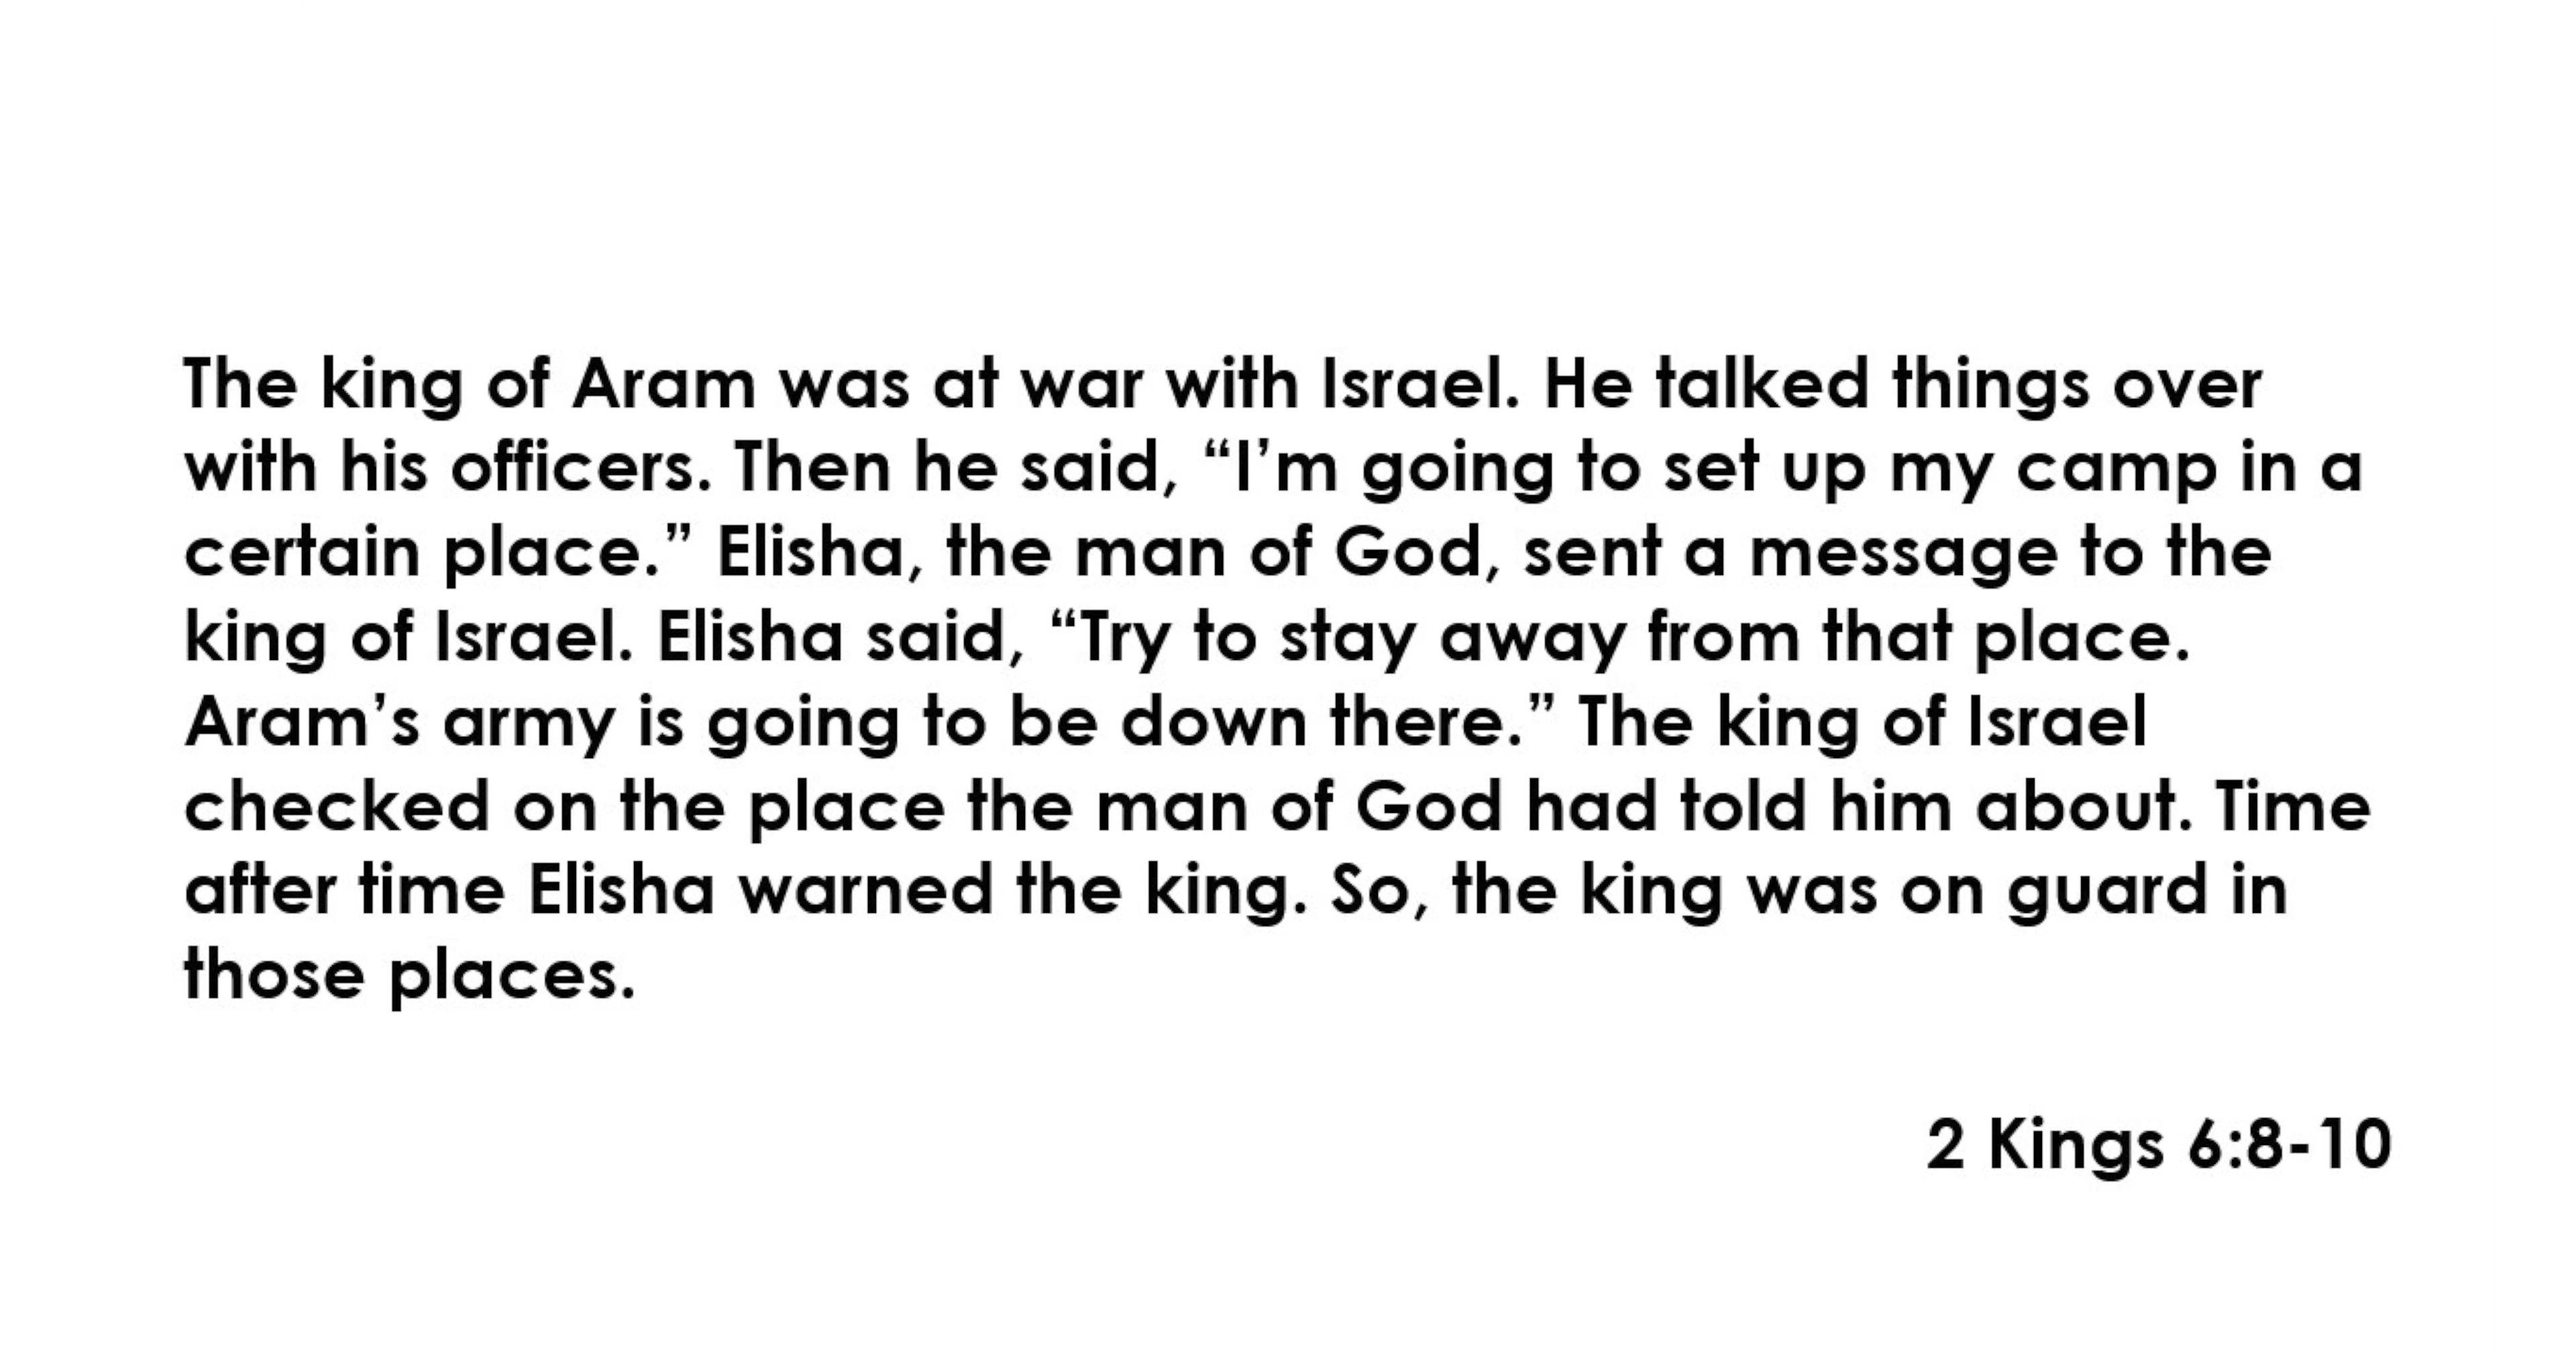 The king of Aram was at war with Israel. He talked things over
with his officers. Then he said, “I’m going to set up my camp in a
certain place.” Elisha, the man of God, sent a message to the
king of Israel. Elisha said, “Try to stay away from that place.
Aram’s army is going to be down there.” The king of Israel
checked on the place the man of God had told him about. Time
after time Elisha warned the king. So, the king was on guard in
those places.
2 Kings 6:8-10